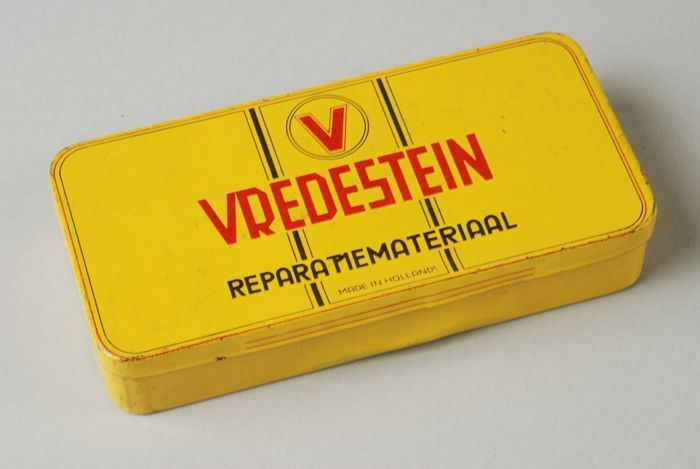 V
VREDESTEIN
REPARATIEMATERIAAL
MADE IN HOLLAND